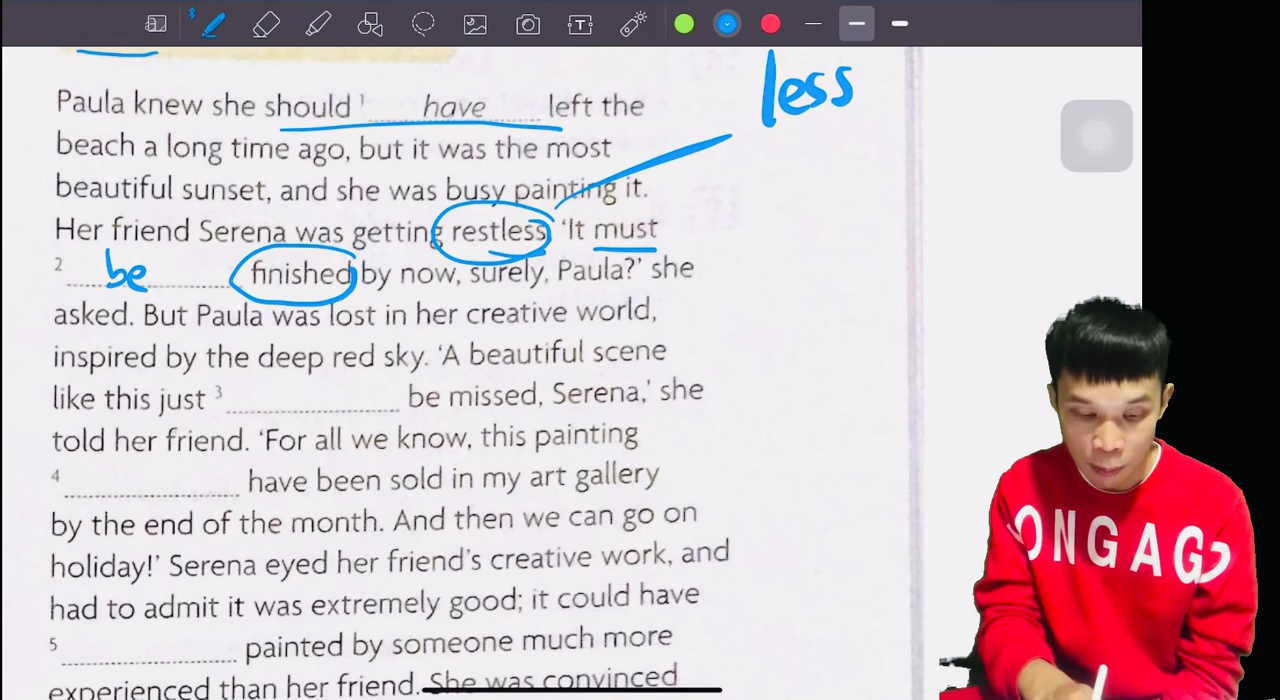 less
Paula knew she should ¹ have left the
beach a long time ago, but it was the most
beautiful sunset, and she was busy painting it.
Her friend Serena was getting restless. ‘It must
² be finished by now, surely, Paula?’ she
asked. But Paula was lost in her creative world,
inspired by the deep red sky. ‘A beautiful scene
like this just ³ be missed, Serena,’ she
told her friend. ‘For all we know, this painting
⁴ have been sold in my art gallery
by the end of the month. And then we can go on
holiday!’ Serena eyed her friend’s creative work, and
had to admit it was extremely good; it could have
⁵ painted by someone much more
experienced than her friend. She was convinced
ONGAG